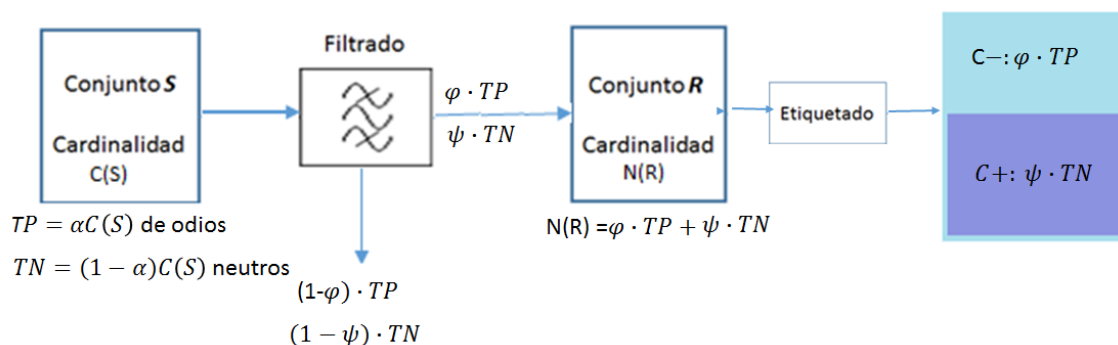 Conjunto S
Cardinalidad
C(S)
TP = αC(S) de odios
TN = (1 − α)C(S) neutros
Filtrado
φ · TP
ψ · TN
(1-φ) · TP
(1 − ψ) · TN
Conjunto R
Cardinalidad
N(R)
N(R) =φ · TP + ψ · TN
Etiquetado
C−: φ · TP
C+: ψ · TN